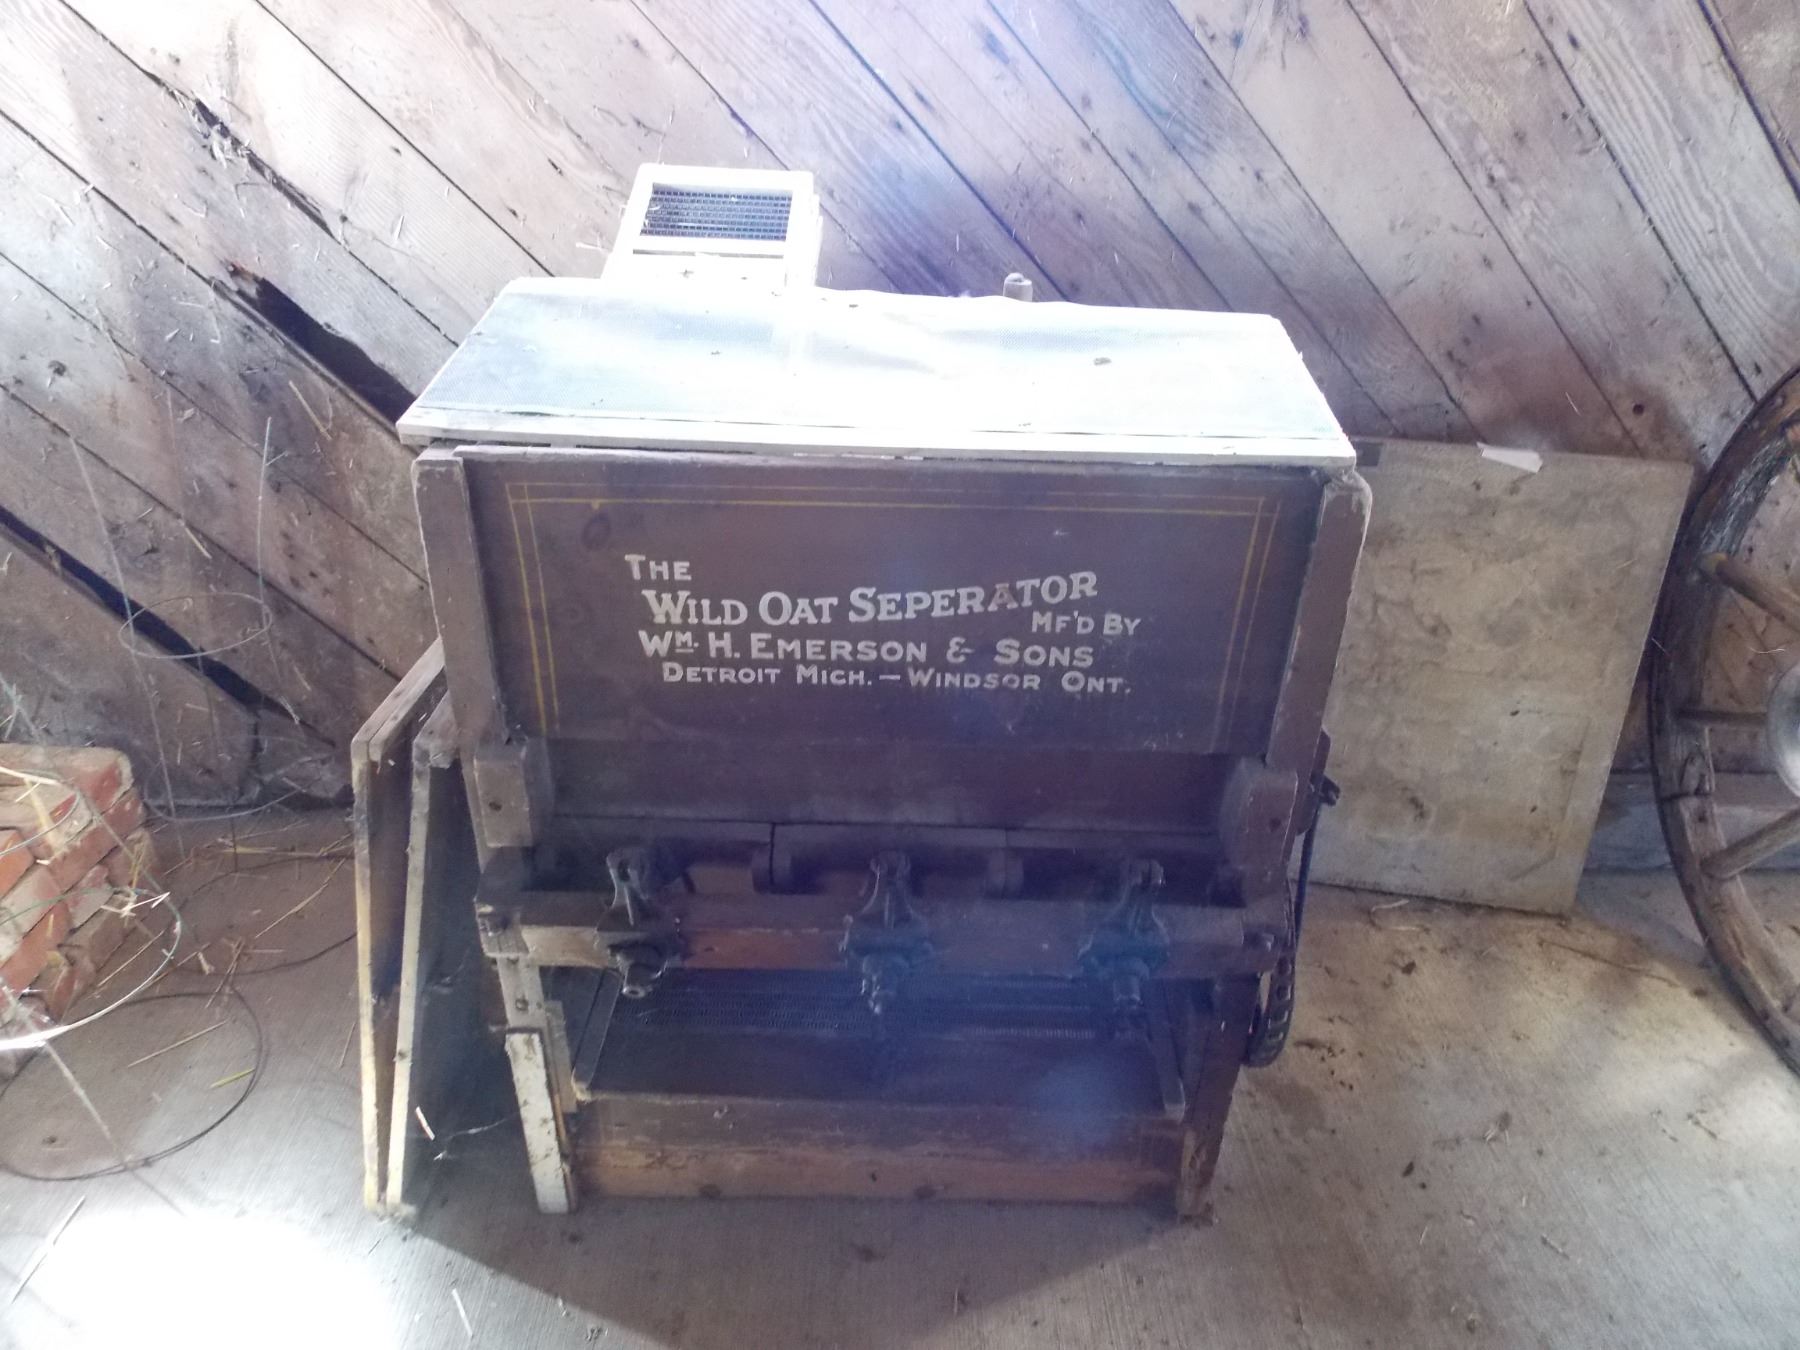 THE
WILD OAT SEPERATOR
MF'D BY
WM. H. EMERSON & SONS
DETROIT MICH. — WINDSOR ONT.